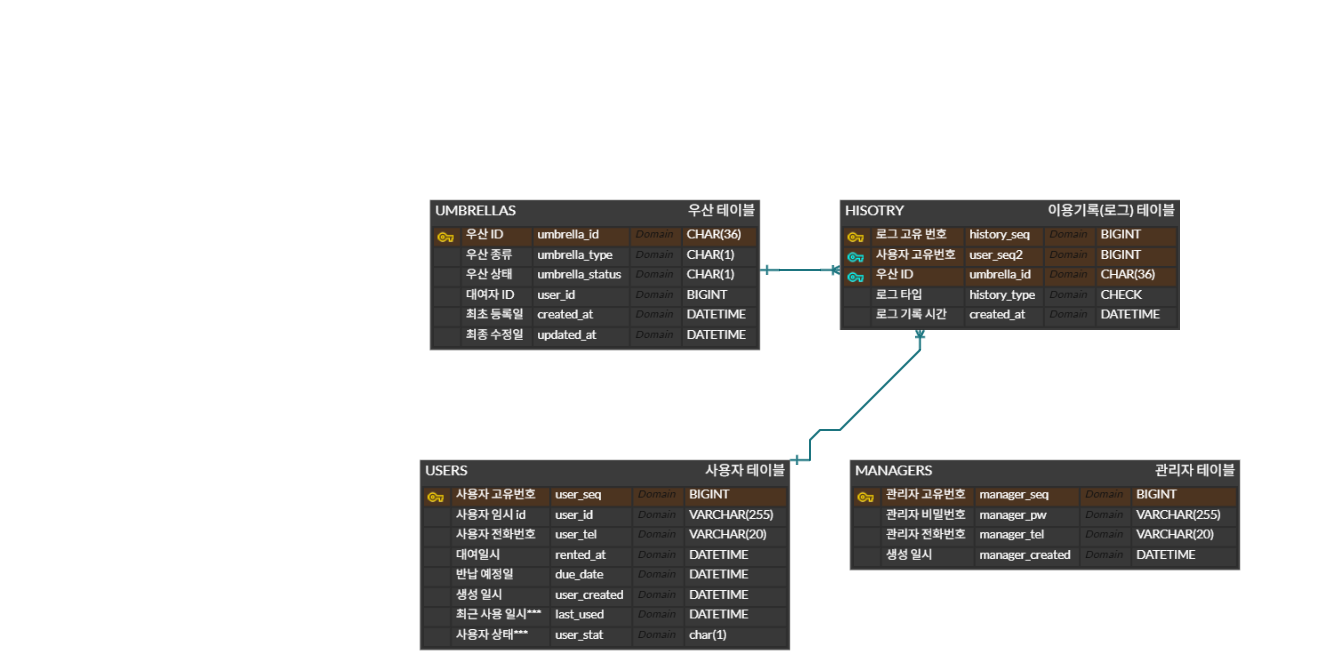 UMBRELLAS 우산 테이블
우산 ID umbrella_id Domain CHAR(36)
우산 종류 umbrella_type Domain CHAR(1)
우산 상태 umbrella_status Domain CHAR(1)
대여자 ID user_id Domain BIGINT
최초 등록일 created_at Domain DATETIME
최종 수정일 updated_at Domain DATETIME
HISOTRY 이용기록(로그) 테이블
로그 고유 번호 history_seq Domain BIGINT
사용자 고유번호 user_seq2 Domain BIGINT
우산 ID umbrella_id Domain CHAR(36)
로그 타입 history_type Domain CHECK
로그 기록 시간 created_at Domain DATETIME
USERS 사용자 테이블
사용자 고유번호 user_seq Domain BIGINT
사용자 임시 id user_id Domain VARCHAR(255)
사용자 전화번호 user_tel Domain VARCHAR(20)
대여일시 rented_at Domain DATETIME
반납 예정일 due_date Domain DATETIME
생성 일시 user_created Domain DATETIME
최근 사용 일시*** last_used Domain DATETIME
사용자 상태*** user_stat Domain char(1)
MANAGERS 관리자 테이블
관리자 고유번호 manager_seq Domain BIGINT
관리자 비밀번호 manager_pw Domain VARCHAR(255)
관리자 전화번호 manager_tel Domain VARCHAR(20)
생성 일시 manager_created Domain DATETIME